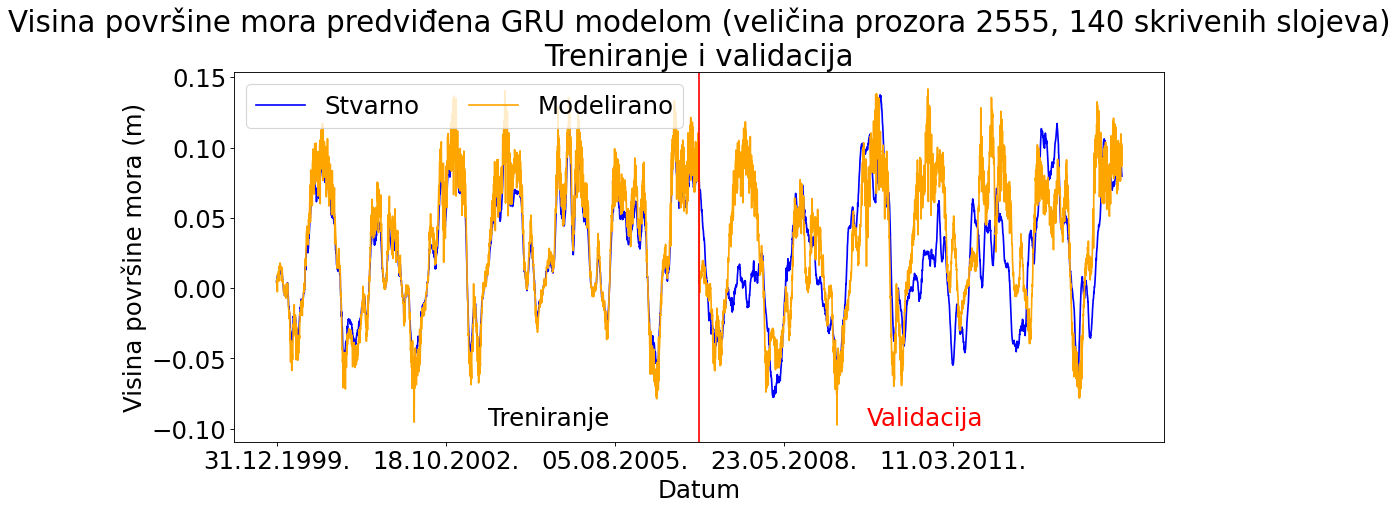 Visina površine mora predviđena GRU modelom (veličina prozora 2555, 140 skrivenih slojeva)
Treniranje i validacija
Stvarno Modelirano
Visina površine mora (m)
0.15
0.10
0.05
0.00
−0.05
−0.10
Treniranje Validacija
31.12.1999. 18.10.2002. 05.08.2005. 23.05.2008. 11.03.2011.
Datum